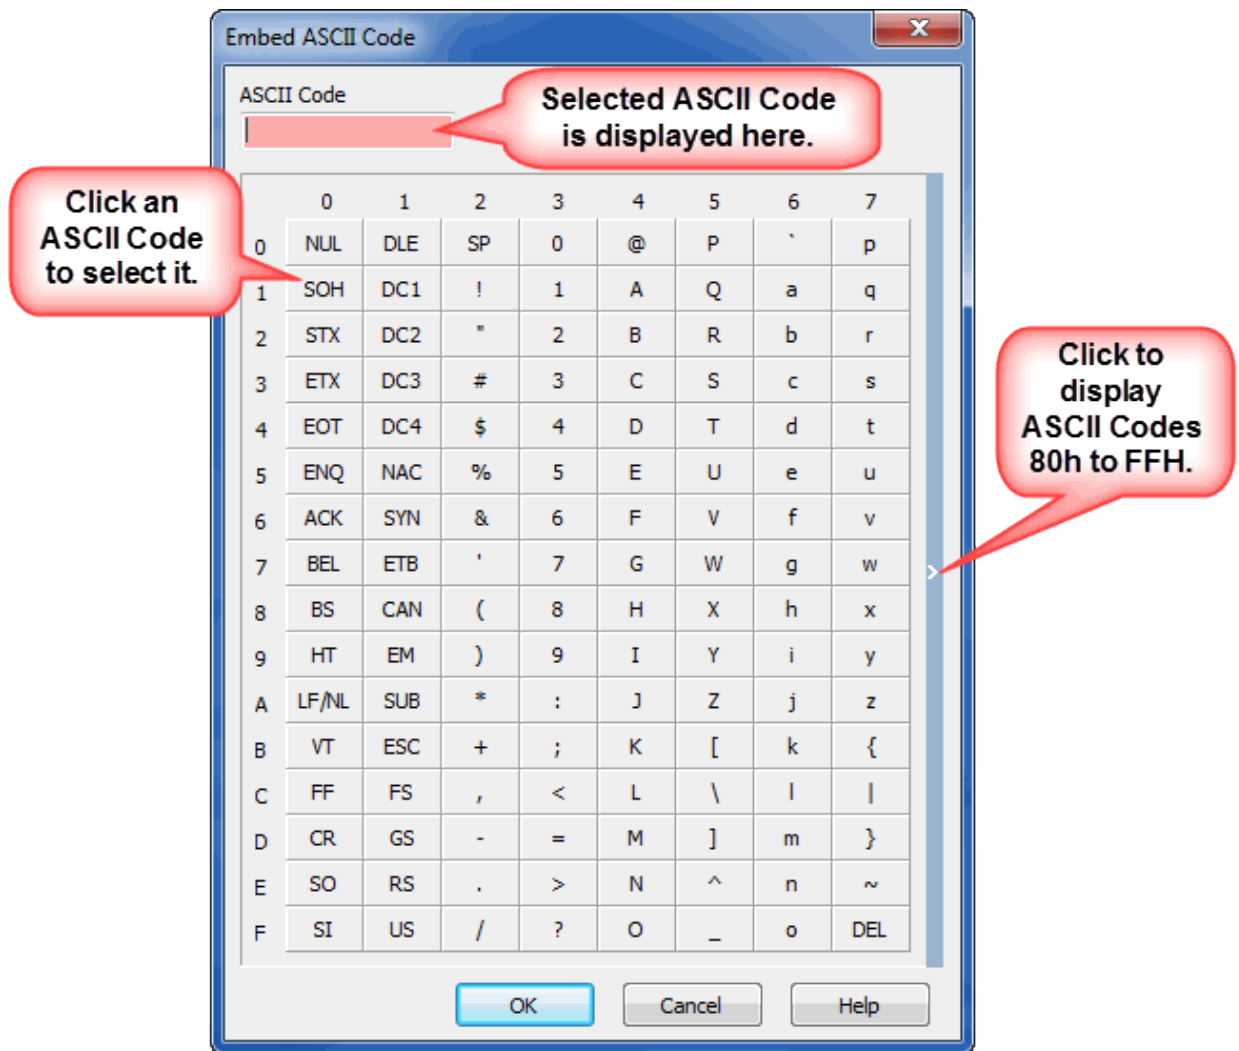 Embed ASCII Code
x
ASCII Code
Selected ASCII Code
is displayed here.
Click an
ASCII Code
to select it.
0 1 2 3 4 5 6 7
0 NUL DLE SP 0 @ P ` p
1 SOH DC1 ! 1 A Q a q
2 STX DC2 " 2 B R b r
3 ETX DC3 # 3 C S c s
4 EOT DC4 $ 4 D T d t
5 ENQ NAC % 5 E U e u
6 ACK SYN & 6 F V f v
7 BEL ETB ' 7 G W g w
8 BS CAN ( 8 H X h x
9 HT EM ) 9 I Y i y
A LF/NL SUB * : J Z j z
B VT ESC + ; K [ k {
C FF FS , < L \ l |
D CR GS - = M ] m }
E SO RS . > N ^ n ~
F SI US / ? O _ o DEL
Click to
display
ASCII Codes
80h to FFH.
>
OK Cancel Help